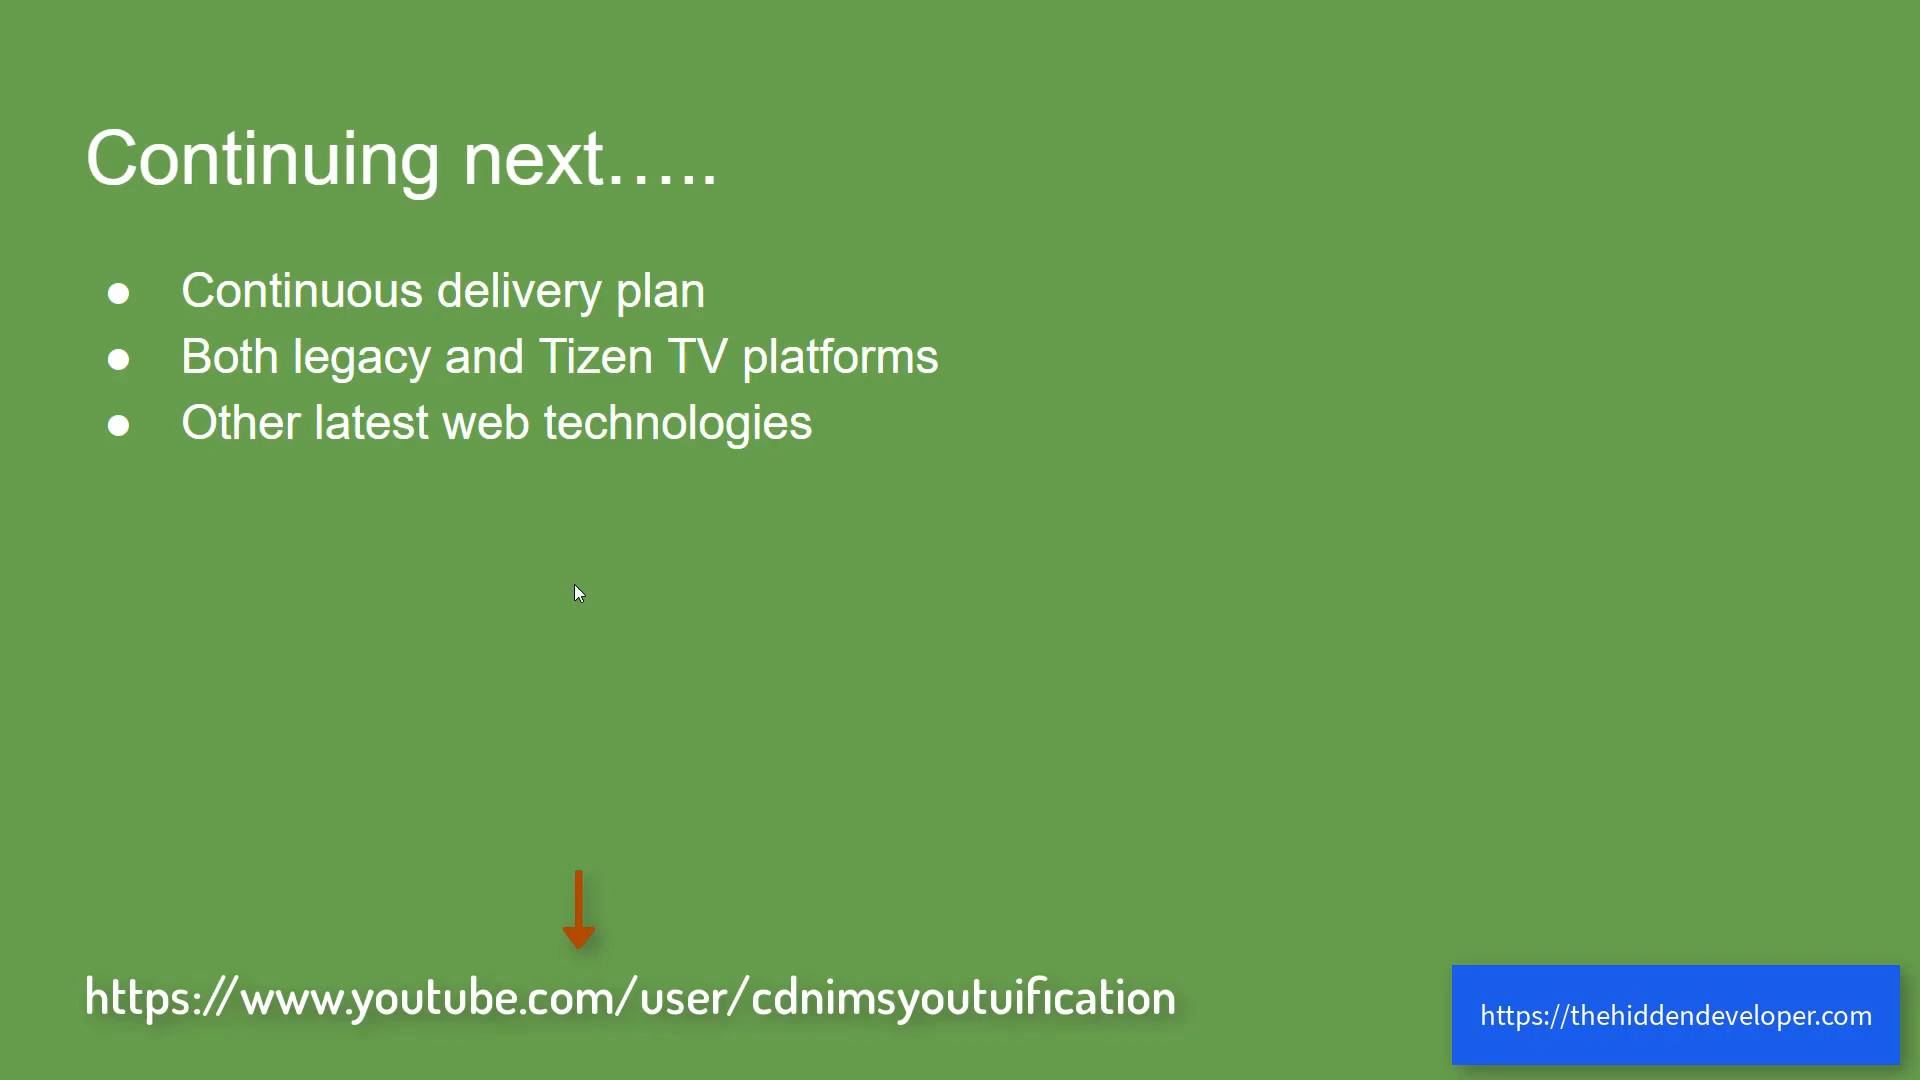 Continuing next…..
● Continuous delivery plan
● Both legacy and Tizen TV platforms
● Other latest web technologies
https://www.youtube.com/user/cdnimsyoutuification
https://thehiddendeveloper.com